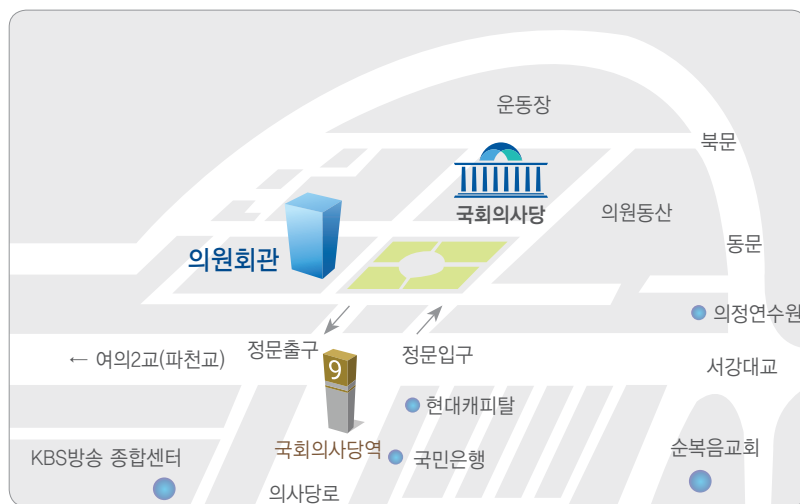 운동장
북문
국회의사당
의원동산
동문
의원회관
의정연수원
정문출구
정문입구
← 여의2교(파천교)
서강대교
9
현대캐피탈
국회의사당역
국민은행
순복음교회
KBS방송 종합센터
의사당로